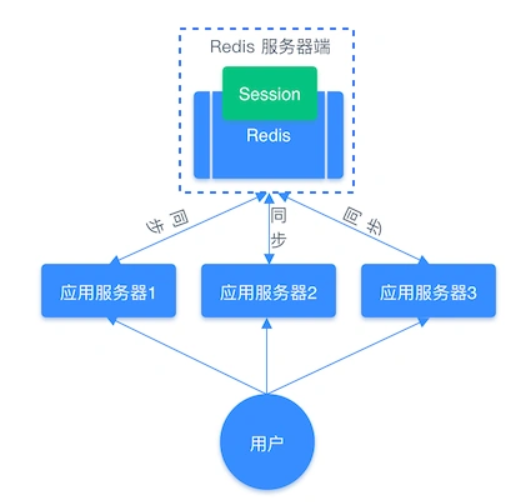 Redis 服务器端
Session
Redis
同步
同步
同步
应用服务器1
应用服务器2
应用服务器3
用户